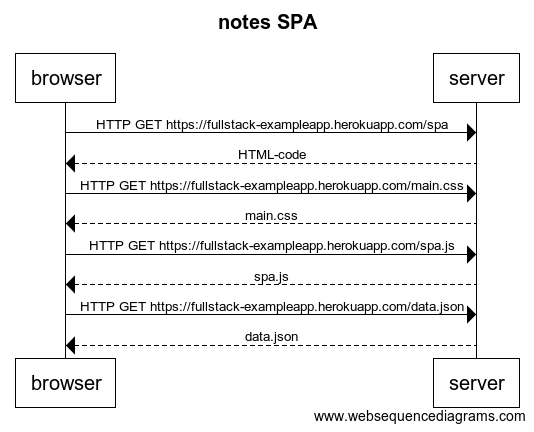 notes SPA
browser
server
HTTP GET https://fullstack-exampleapp.herokuapp.com/spa
HTML-code
HTTP GET https://fullstack-exampleapp.herokuapp.com/main.css
main.css
HTTP GET https://fullstack-exampleapp.herokuapp.com/spa.js
spa.js
HTTP GET https://fullstack-exampleapp.herokuapp.com/data.json
data.json
browser
server
www.websequencediagrams.com